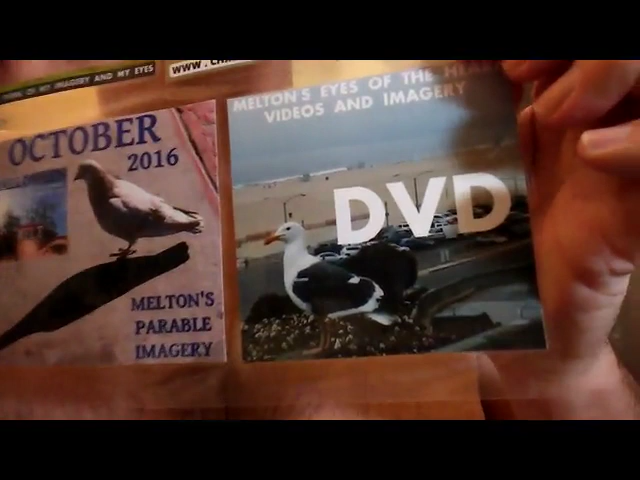 OF MY IMAGERY AND MY EYES
OCTOBER
2016
MELTON'S
PARABLE
IMAGERY
MELTON'S EYES OF THE
VIDEOS AND IMAGERY
DVD